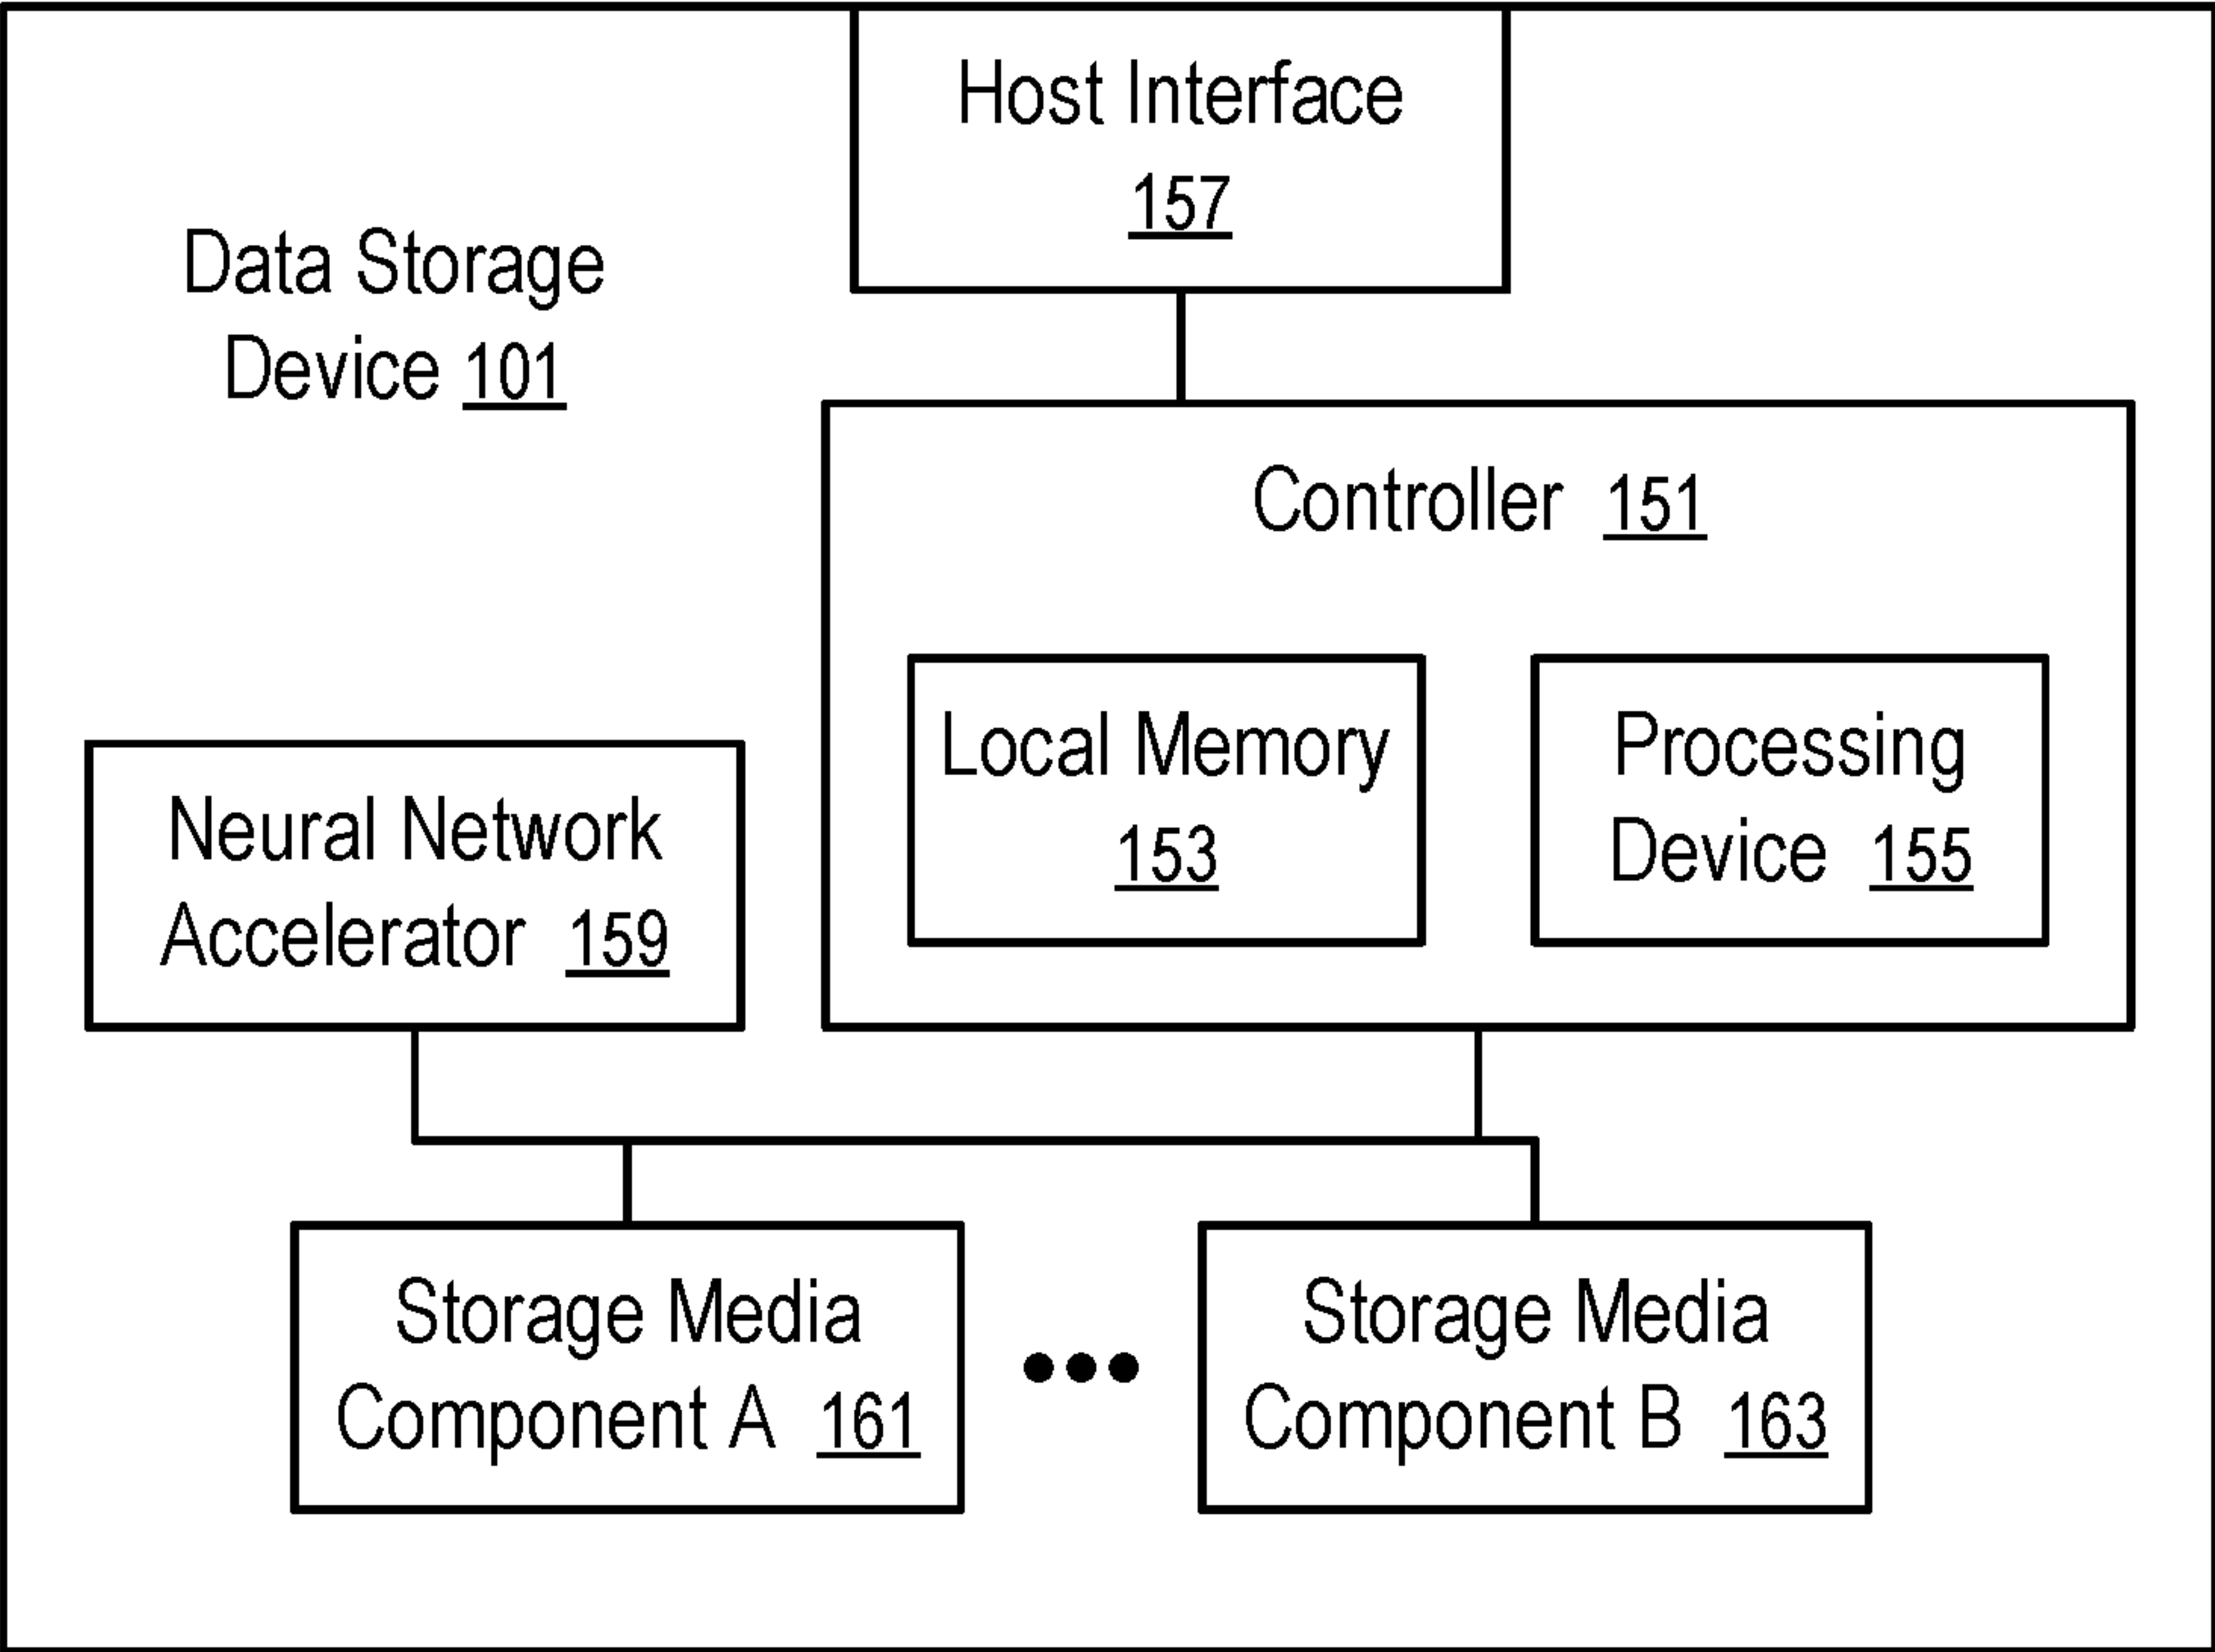 Host Interface
157
Data Storage
Device 101
Controller 151
Local Memory
153
Processing
Device 155
Neural Network
Accelerator 159
Storage Media
Component A 161
Storage Media
Component B 163